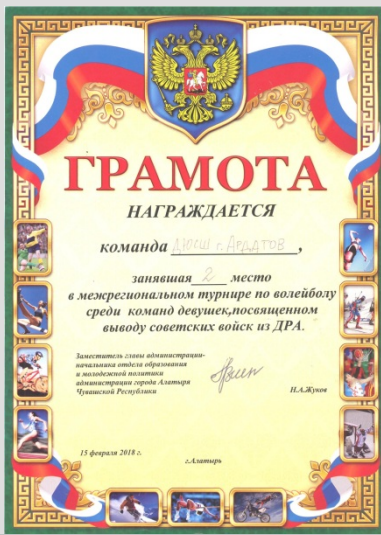 ГРАМОТА
НАГРАЖДАЕТСЯ
команда ДЮСШ г. Ардатов,
занявшая 2 место
в межрегиональном турнире по волейболу
среди команд девушек,посвященном
выводу советских войск из ДРА.
Заместитель главы администрации-
начальника отдела образования
и молодежной политики
администрации города Алатыря
Чувашской Республики
Н.А.Жуков
15 февраля 2018 г.
г.Алатырь